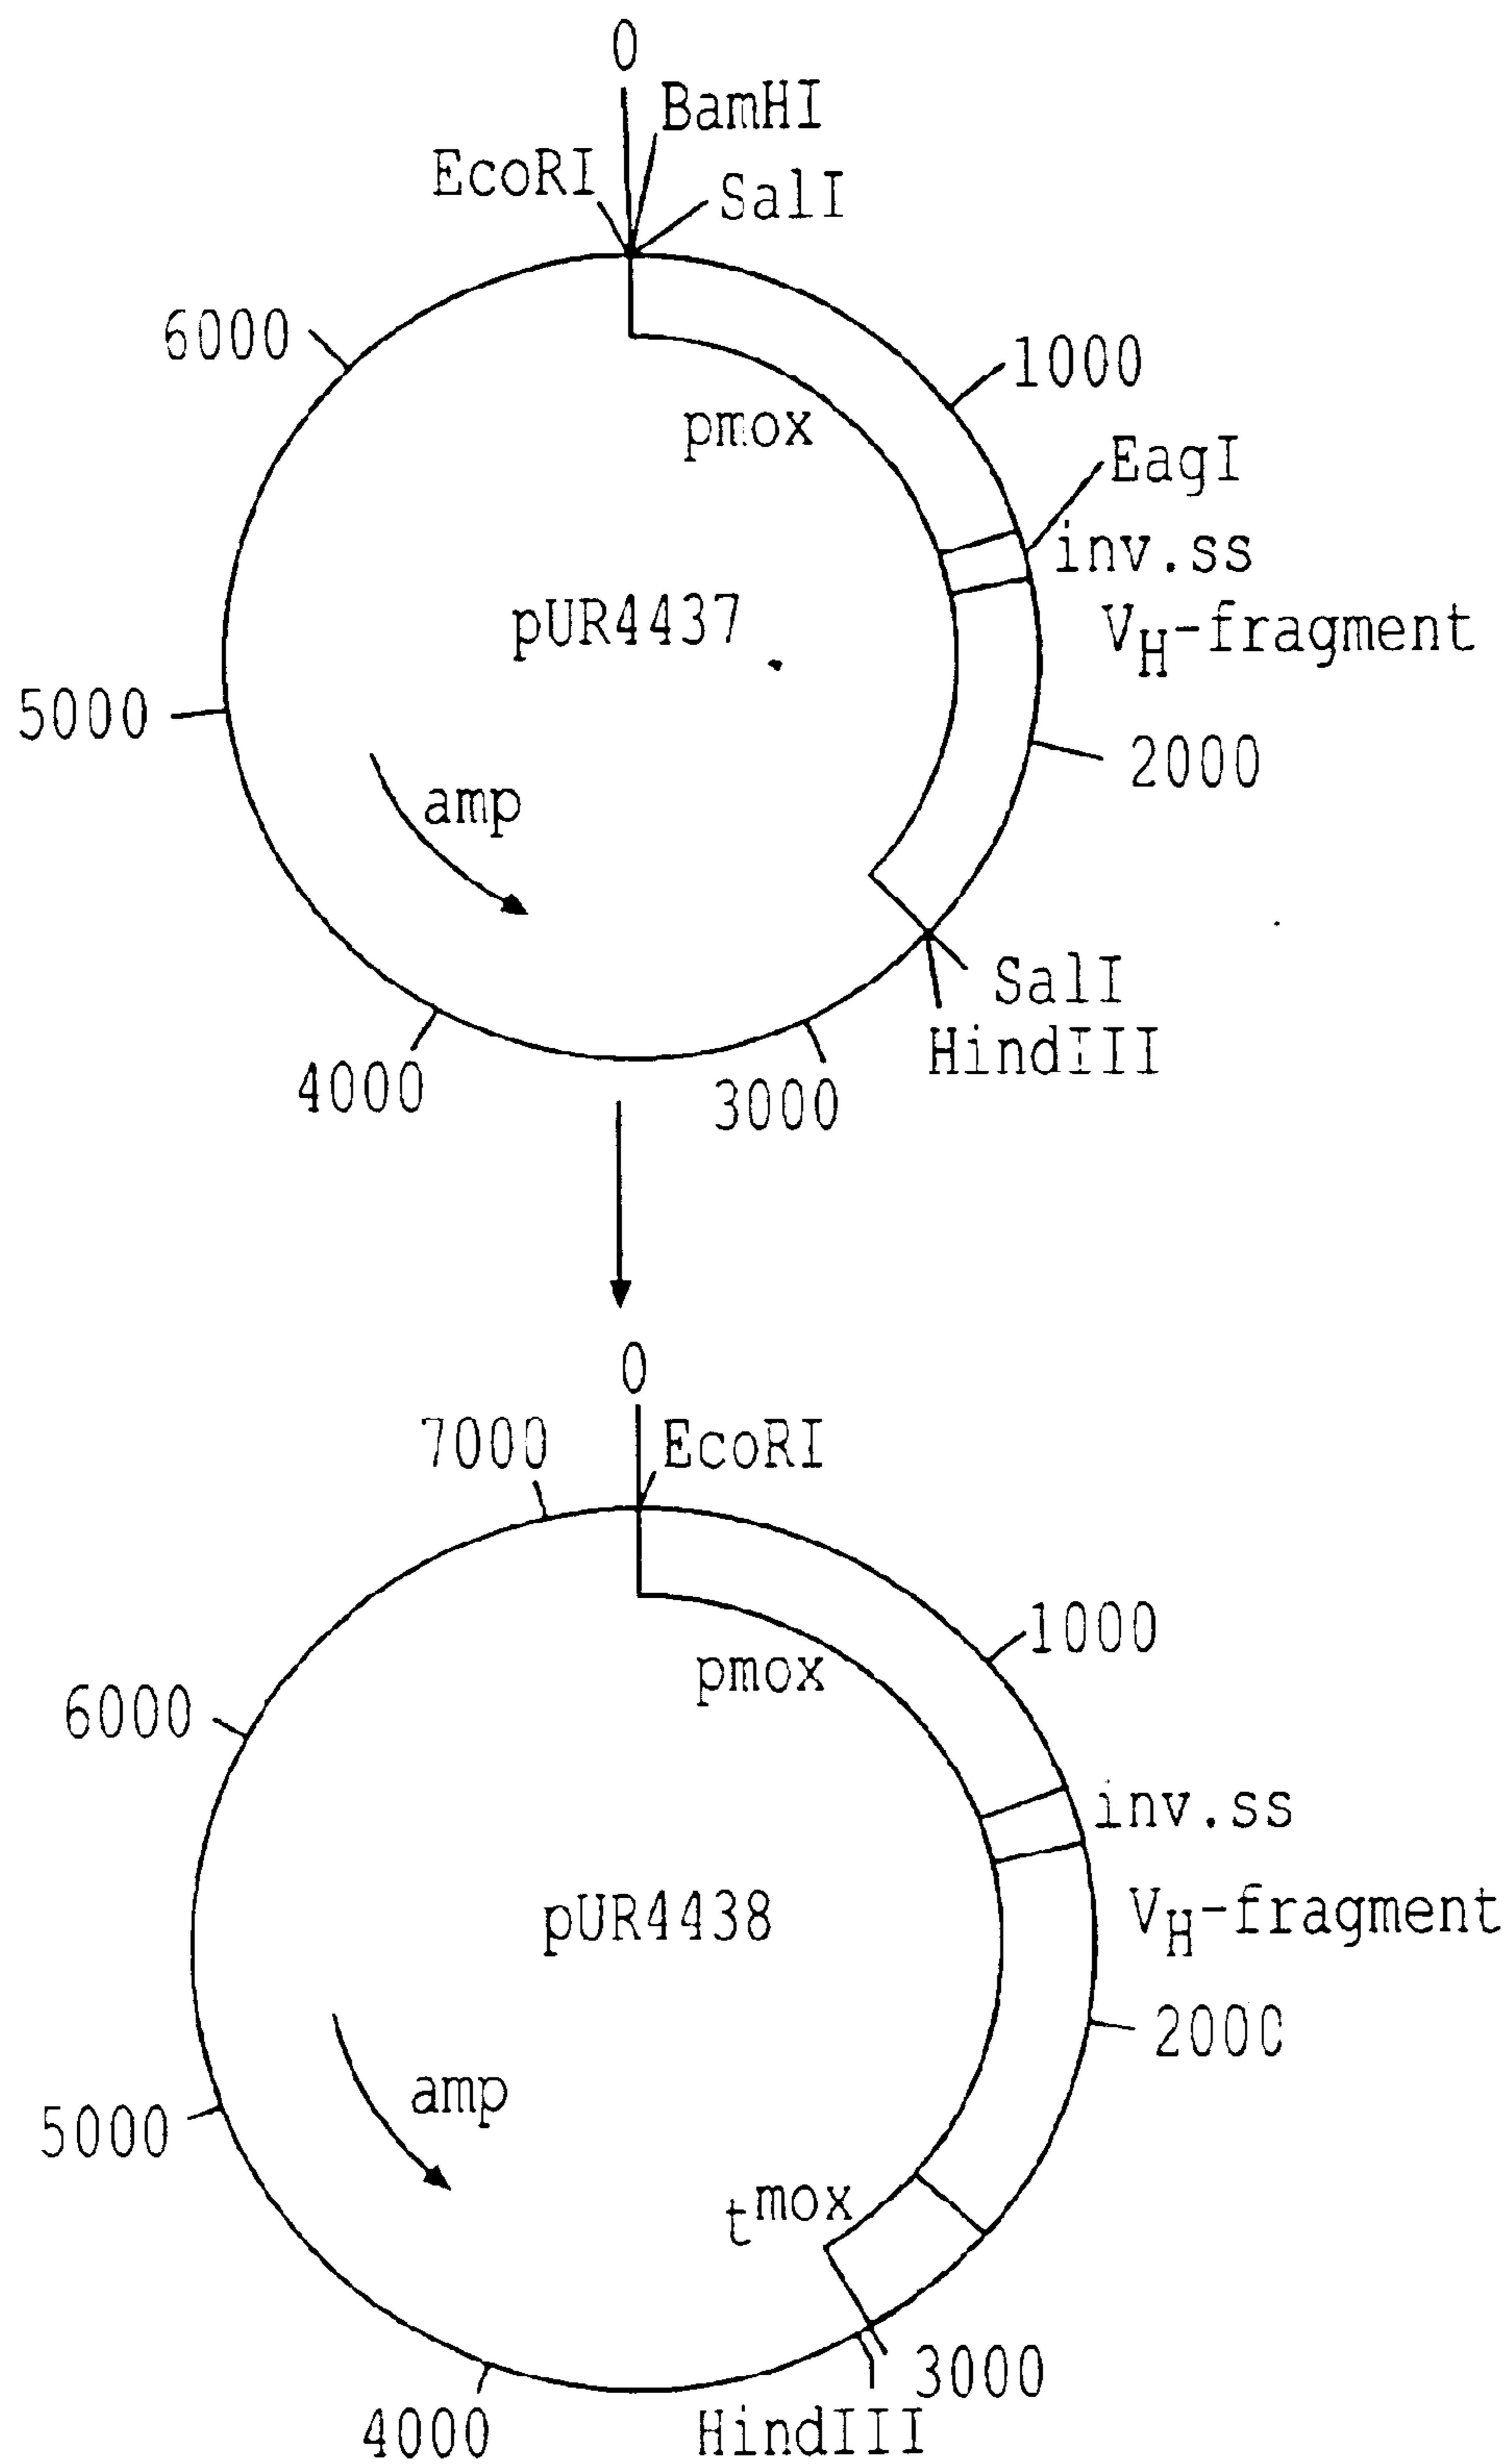 0
BamHI
EcoRI
SalI
6000
1000
pmox
EagI
inv.ss
pUR4437
VH-fragment
5000
2000
amp
SalI
HindIII
4000
3000
0
7000
EcoRI
1000
pmox
6000
inv.ss
pUR4438
VH-fragment
2000
amp
5000
tmox
3000
HindIII
4000